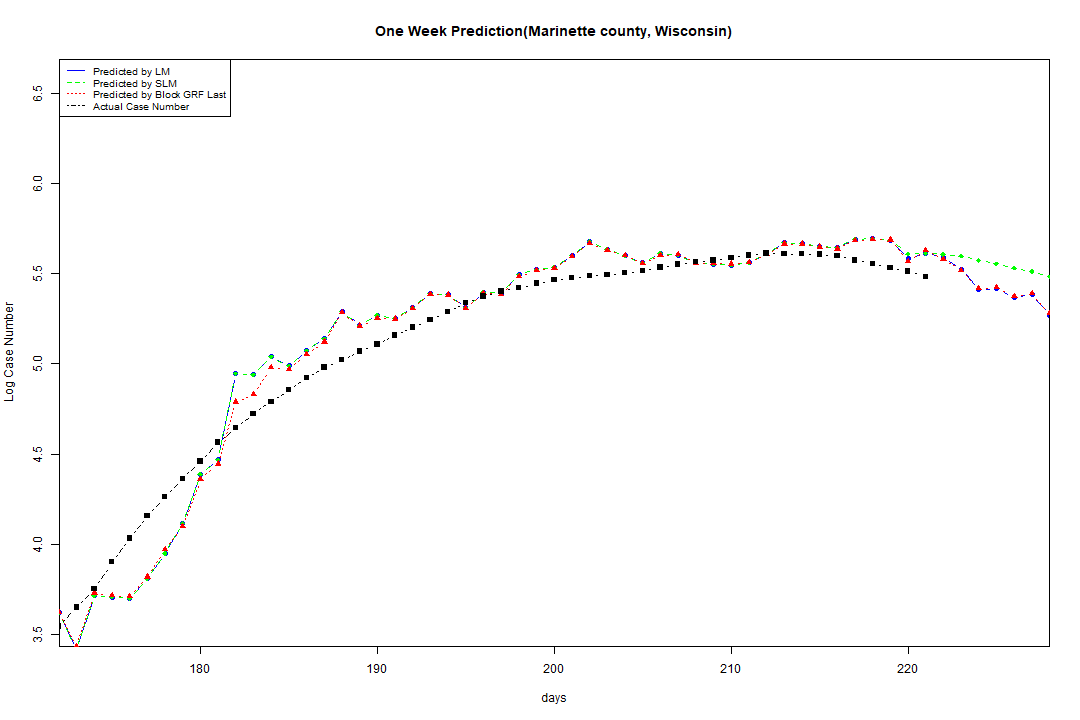 One Week Prediction(Marinette county, Wisconsin)
Predicted by LM
Predicted by SLM
Predicted by Block GRF Last
Actual Case Number
Log Case Number
6.5
6.0
5.5
5.0
4.5
4.0
3.5
180 190 200 210 220
days